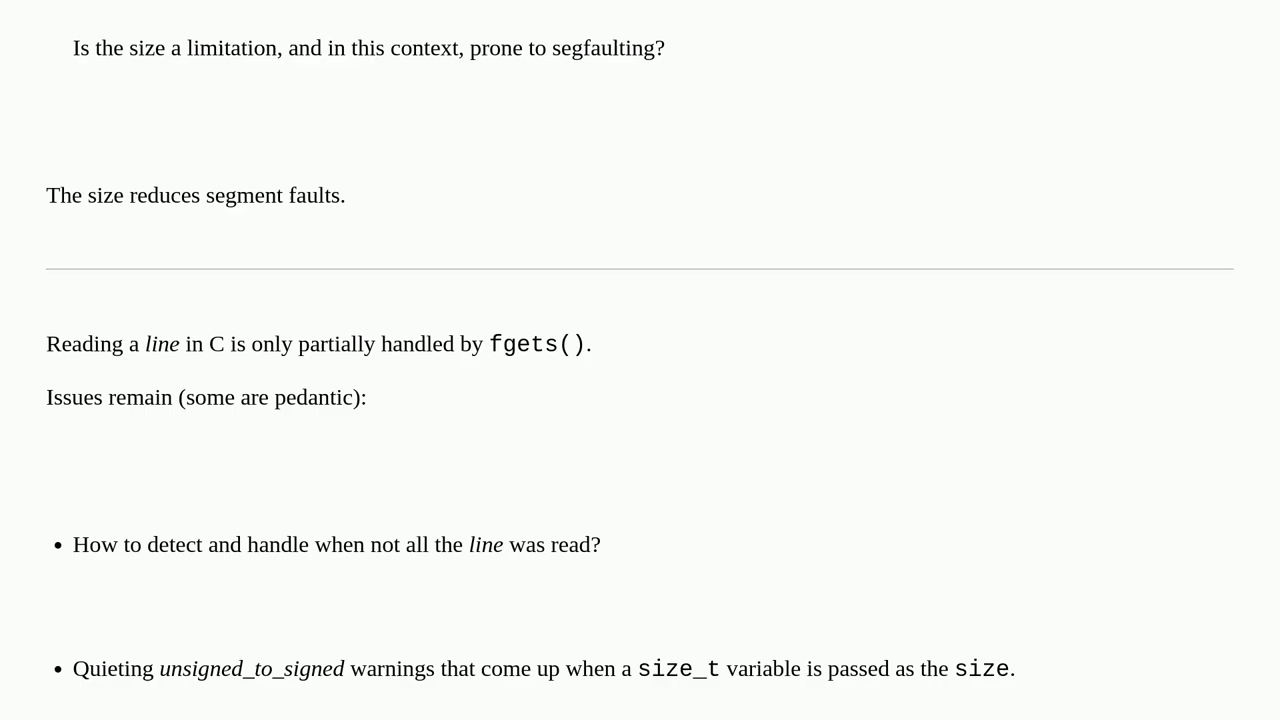 Is the size a limitation, and in this context, prone to segfaulting?
The size reduces segment faults.
Reading a line in C is only partially handled by fgets().
Issues remain (some are pedantic):
• How to detect and handle when not all the line was read?
• Quieting unsigned_to_signed warnings that come up when a size_t variable is passed as the size.